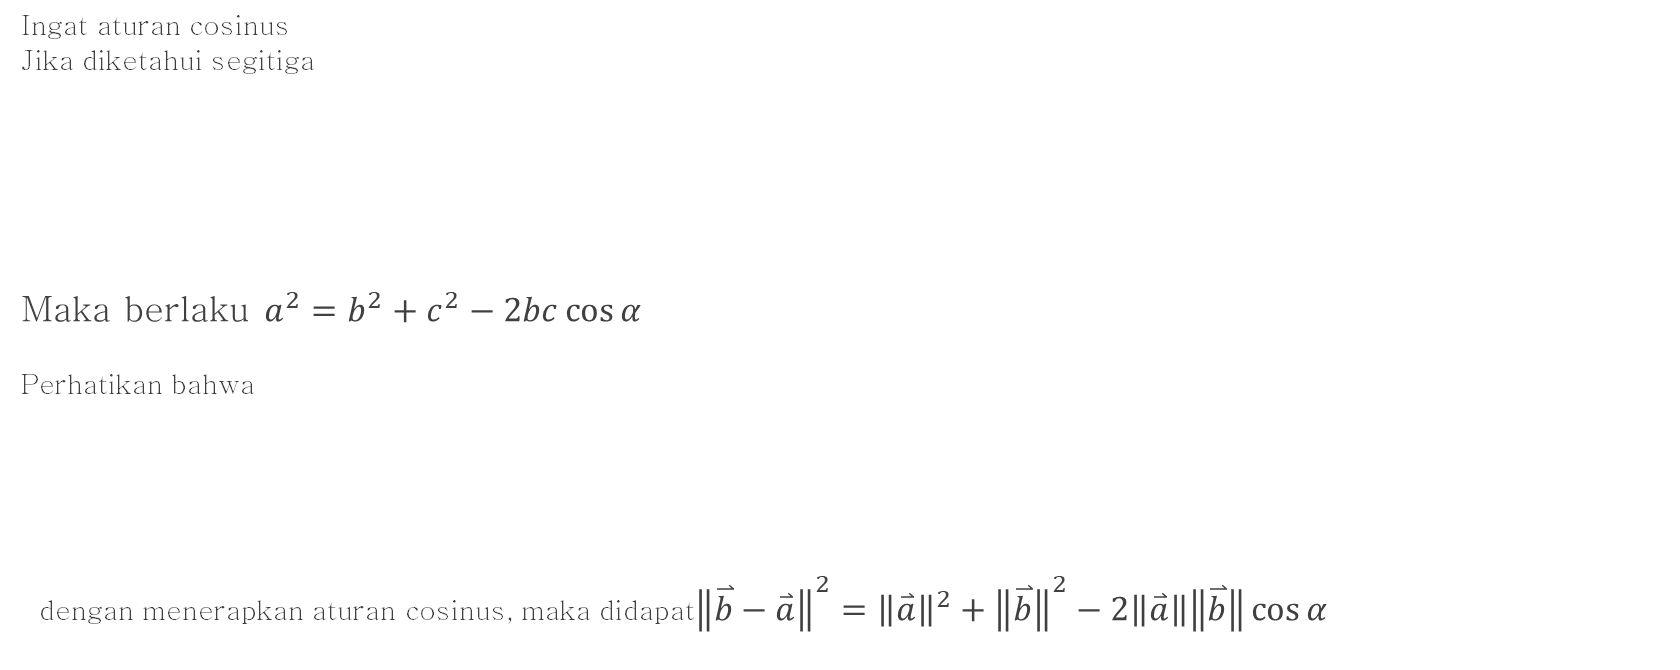 Ingat aturan cosinus
Jika diketahui segitiga
Maka berlaku a² = b² + c² − 2bc cos α
Perhatikan bahwa
dengan menerapkan aturan cosinus, maka didapat‖b⃗ − a⃗‖² = ‖a⃗‖² + ‖b⃗‖² − 2‖a⃗‖‖b⃗‖ cos α